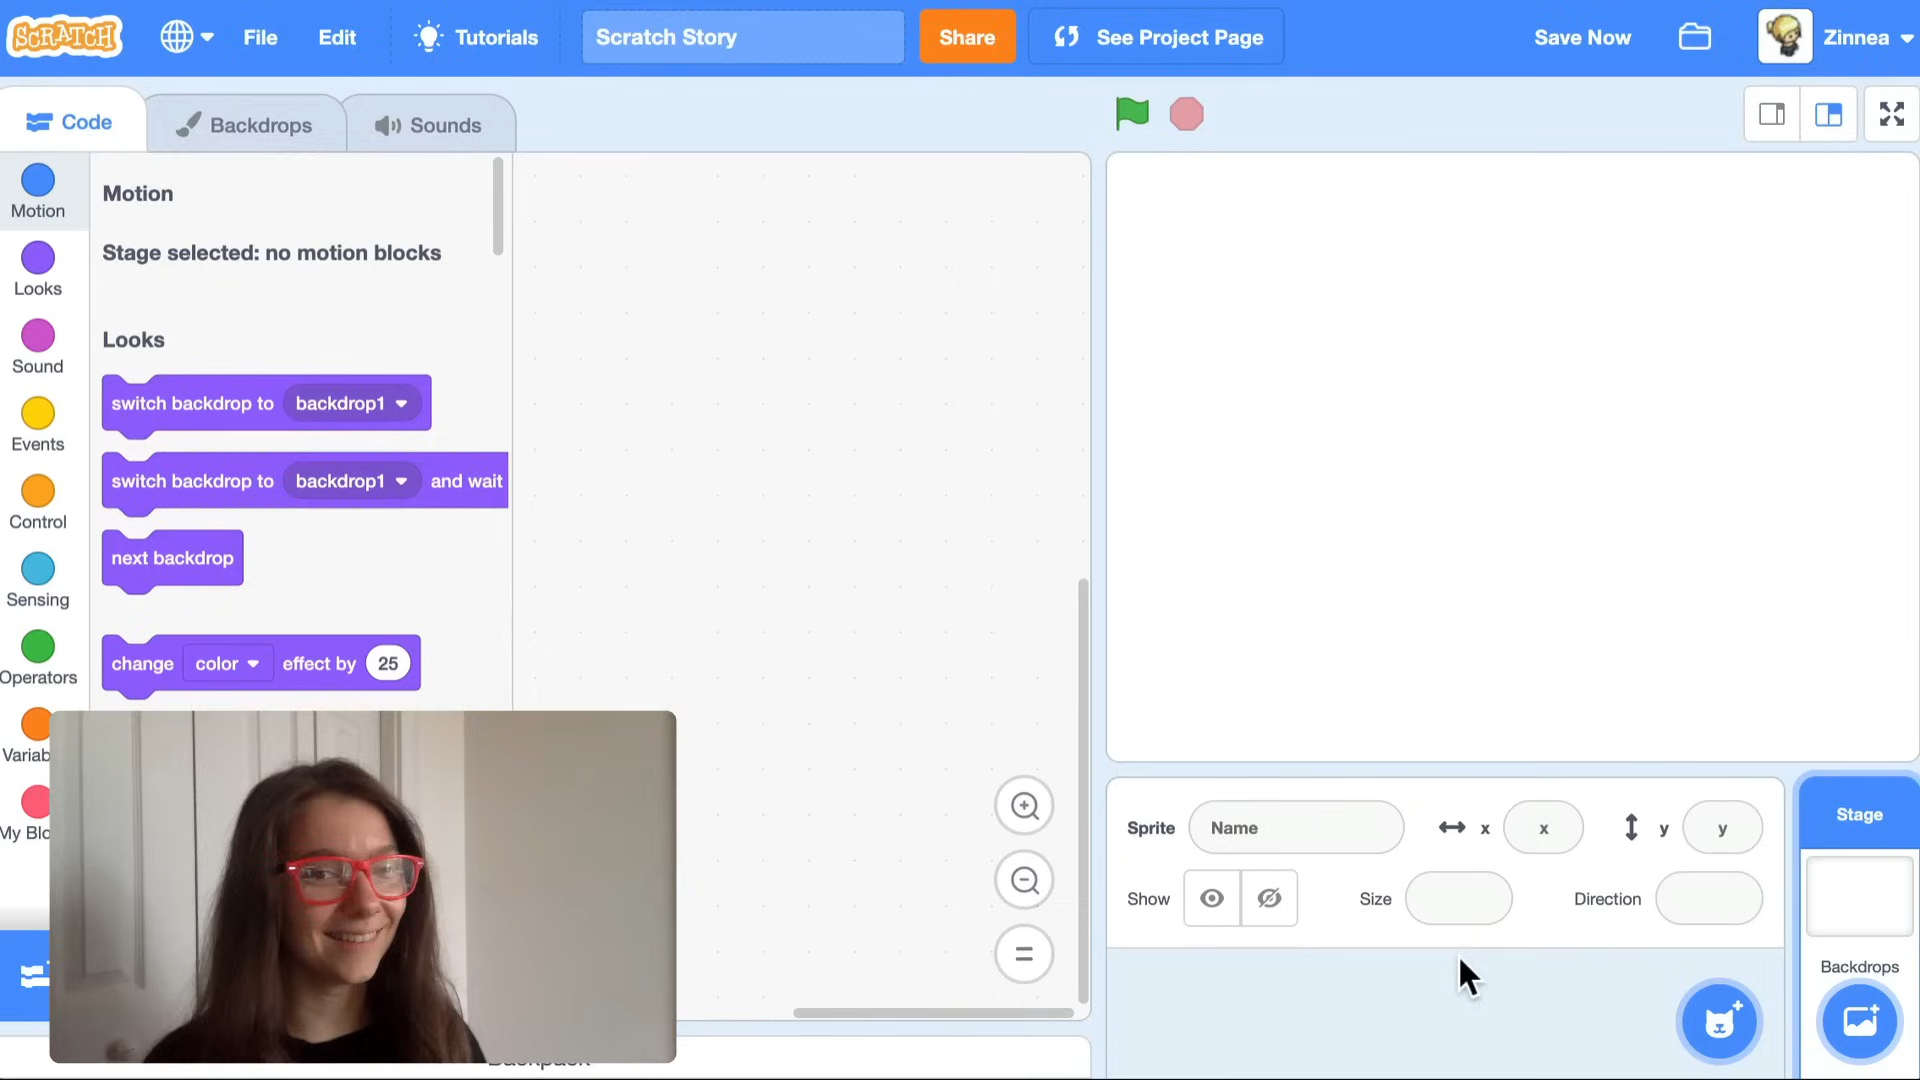 SCRATCH
File
Edit
Tutorials
Scratch Story
Share
See Project Page
Save Now
Zinnea
Code
Backdrops
Sounds
Motion
Looks
Sound
Events
Control
Sensing
Operators
Variab
My Blo
Motion
Stage selected: no motion blocks
Looks
switch backdrop to backdrop1
switch backdrop to backdrop1 and wait
next backdrop
change color effect by 25
Sprite Name x x y y
Show Size Direction
Stage
Backdrops
Backpack